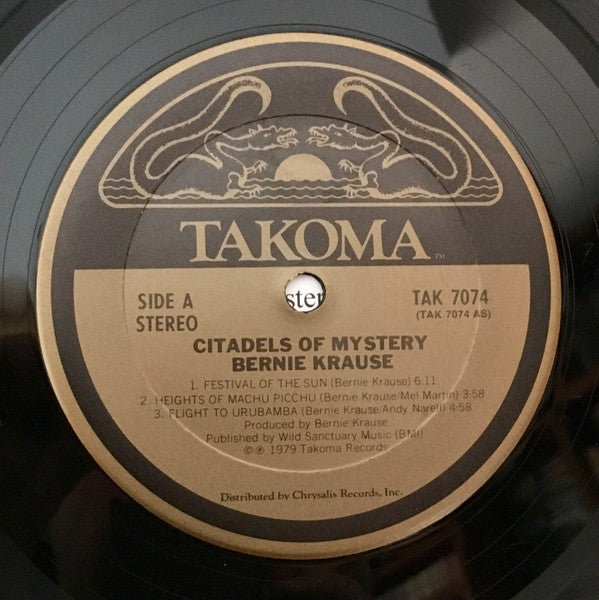 TAKOMA™
SIDE A
STEREO
ster
TAK 7074
(TAK 7074 AS)
CITADELS OF MYSTERY
BERNIE KRAUSE
1. FESTIVAL OF THE SUN (Bernie Krause) 6:11
2. HEIGHTS OF MACHU PICCHU (Bernie Krause/Mel Martin) 3:58
3. FLIGHT TO URUBAMBA (Bernie Krause/Andy Narell) 4:58
Produced by Bernie Krause
Published by Wild Sanctuary Music (BMI)
© ℗ 1979 Takoma Records
Distributed by Chrysalis Records, Inc.